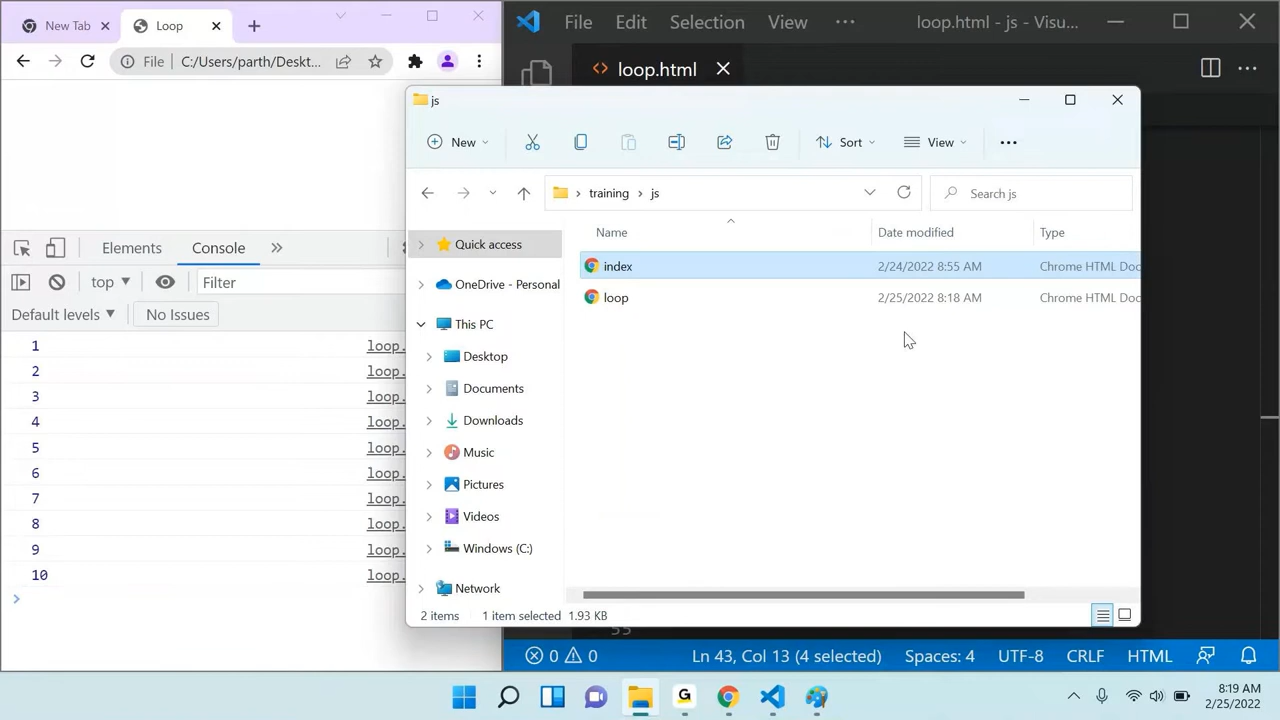 New Tab
Loop
File Edit Selection View ··· loop.html - js - Visu...
File C:/Users/parth/Deskt...
loop.html
js
New Sort View
training js
Search js
Name Date modified Type
index 2/24/2022 8:55 AM Chrome HTML Doc
loop 2/25/2022 8:18 AM Chrome HTML Doc
Quick access
OneDrive - Personal
This PC
Desktop
Documents
Downloads
Music
Pictures
Videos
Windows (C:)
Network
2 items 1 item selected 1.93 KB
Elements Console
top Filter
Default levels No Issues
1 loop.
2 loop.
3 loop.
4 loop.
5 loop.
6 loop.
7 loop.
8 loop.
9 loop.
10 loop.
0 0 Ln 43, Col 13 (4 selected) Spaces: 4 UTF-8 CRLF HTML
8:19 AM
2/25/2022